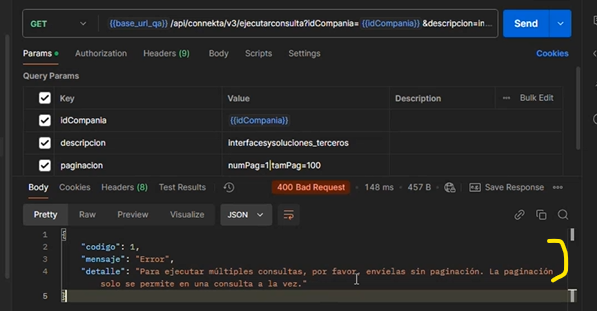 GET {{base_url_qa}} /api/connekta/v3/ejecutarconsulta?idCompania= {{idCompania}} &descripcion=in... Send
Params Authorization Headers (9) Body Scripts Settings Cookies
Query Params
Key Value Description Bulk Edit
idCompania {{idCompania}}
descripcion interfacesysoluciones_terceros
paginacion numPag=1|tamPag=100
Body Cookies Headers (8) Test Results 400 Bad Request 148 ms 457 B Save Response
Pretty Raw Preview Visualize JSON
1 {
2 "codigo": 1,
3 "mensaje": "Error",
4 "detalle": "Para ejecutar múltiples consultas, por favor, envíelas sin paginación. La paginación
solo se permite en una consulta a la vez."
5 }